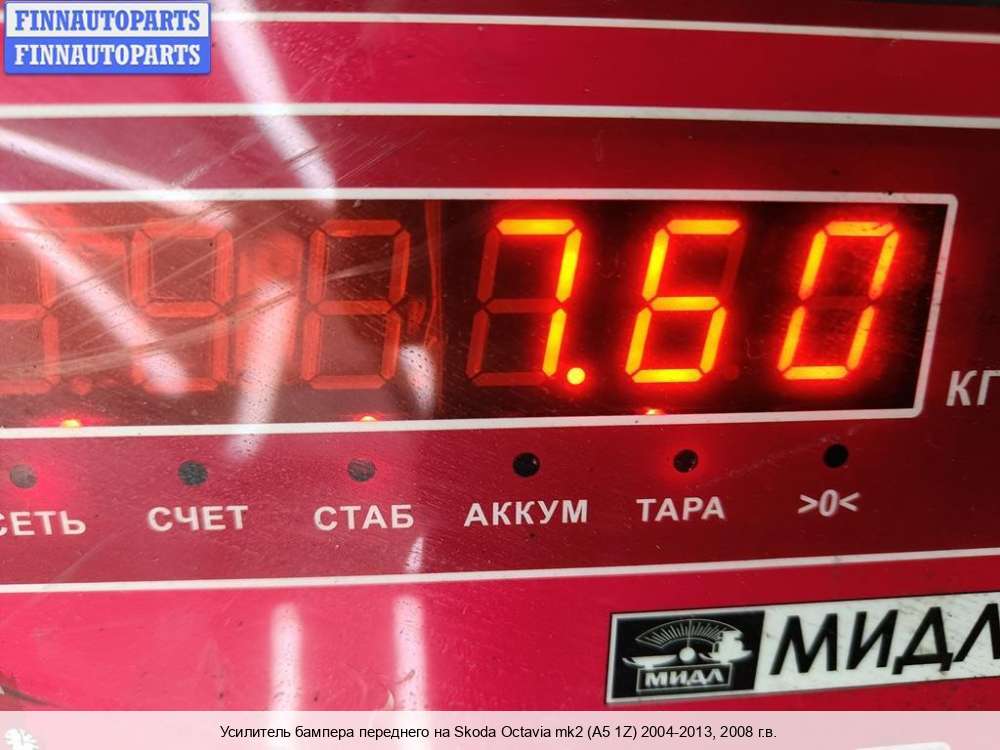 FINNAUTOPARTS
FINNAUTOPARTS
7.60
КГ
СЕТЬ СЧЕТ СТАБ АККУМ ТАРА >0<
МИДЛ МИДЛ
Усилитель бампера переднего на Skoda Octavia mk2 (A5 1Z) 2004-2013, 2008 г.в.